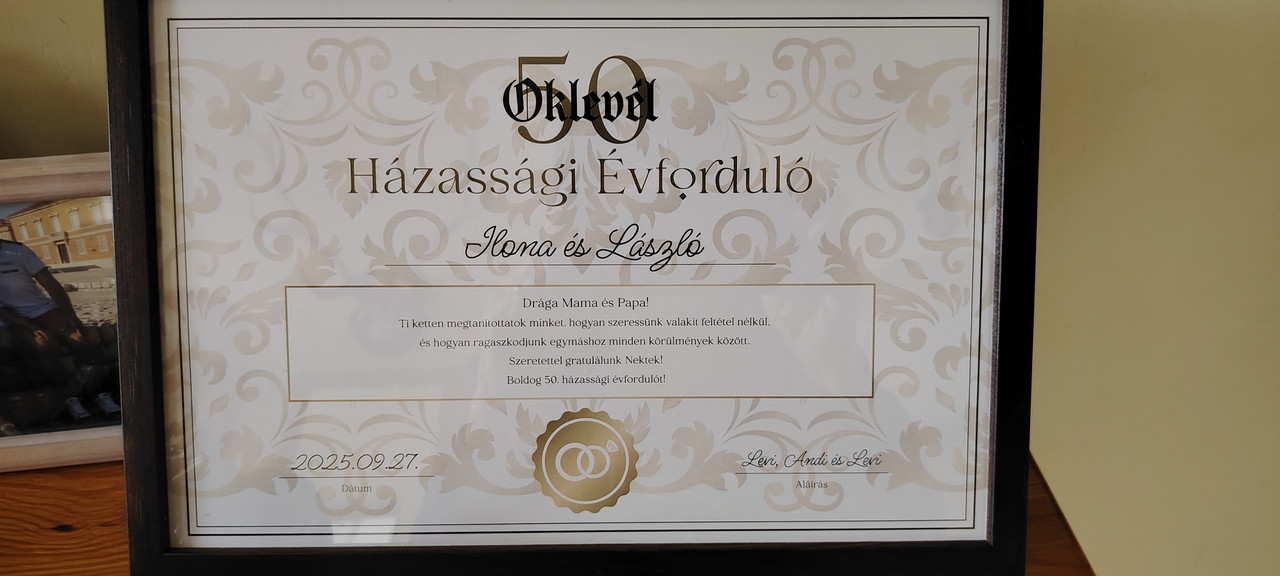 50
Oklevél
Házassági Évforduló
Ilona és László
Drága Mama és Papa!
Ti ketten megtanítottatok minket, hogyan szeressünk valakit feltétel nélkül,
és hogyan ragaszkodjunk egymáshoz minden körülmények között.
Szeretettel gratulálunk Nektek!
Boldog 50. házassági évfordulót!
2025.09.27.
Dátum
Levi, Andi és Levi
Aláírás